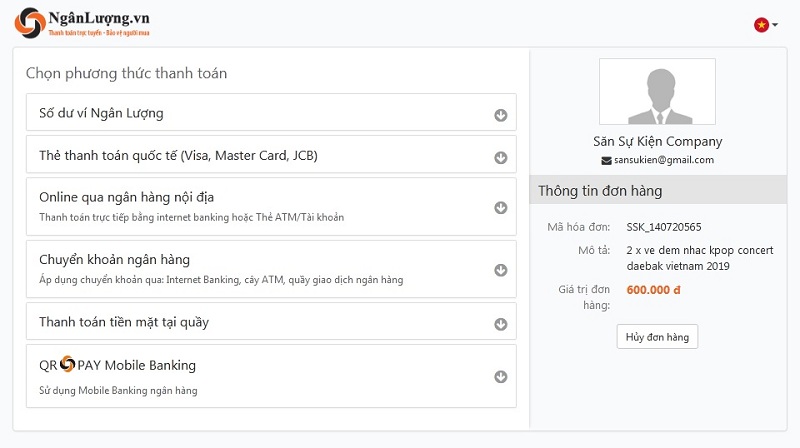 NgânLượng.vn
Thanh toán trực tuyến - Bảo vệ người mua
Chọn phương thức thanh toán
Số dư ví Ngân Lượng
Thẻ thanh toán quốc tế (Visa, Master Card, JCB)
Online qua ngân hàng nội địa
Thanh toán trực tiếp bằng internet banking hoặc Thẻ ATM/Tài khoản
Chuyển khoản ngân hàng
Áp dụng chuyển khoản qua: Internet Banking, cây ATM, quầy giao dịch ngân hàng
Thanh toán tiền mặt tại quầy
QR PAY Mobile Banking
Sử dụng Mobile Banking ngân hàng
Săn Sự Kiện Company
sansukien@gmail.com
Thông tin đơn hàng
Mã hóa đơn: SSK_140720565
Mô tả: 2 x ve dem nhac kpop concert
daebak vietnam 2019
Giá trị đơn 600.000 đ
hàng:
Hủy đơn hàng